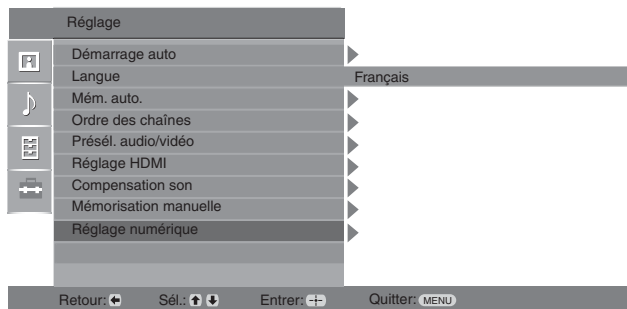 Réglage
Démarrage auto
Langue Français
Mém. auto.
Ordre des chaînes
Présél. audio/vidéo
Réglage HDMI
Compensation son
Mémorisation manuelle
Réglage numérique
Retour: Sél.: Entrer: Quitter: MENU